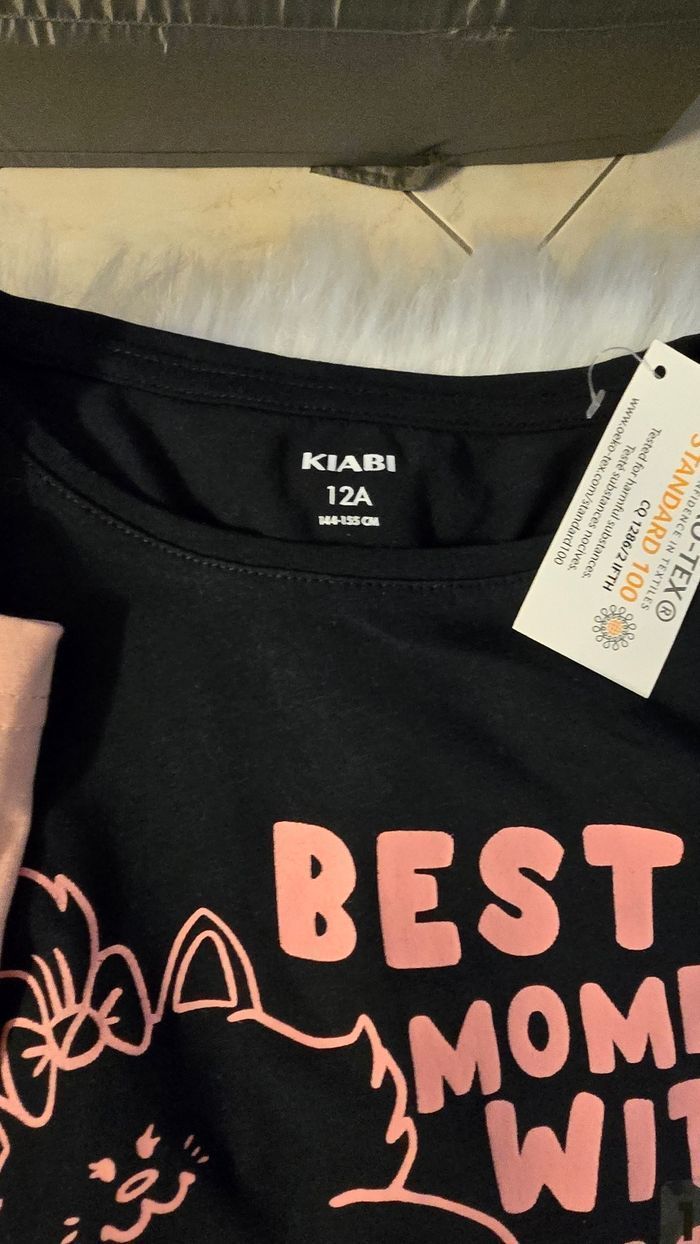 KIABI
12A
144-155 CM
STANDARD 100
CQ 1286/2 IFTH
Tested for harmful substances.
Testé substances nocives.
www.oeko-tex.com/standard100
BEST
MOM
WIT